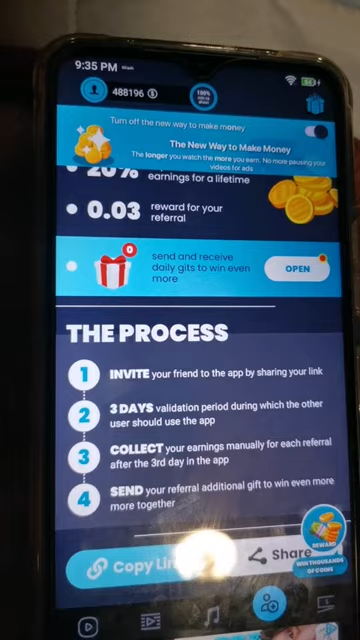 9:35 PM
488196
100%
Turn off the new way to make money
The New Way to Make Money
The longer you watch the more you earn. No more pausing your
videos for ads
20% earnings for a lifetime
0.03 reward for your
referral
0
send and receive
daily gits to win even
more
OPEN
THE PROCESS
1 INVITE your friend to the app by sharing your link
2 3 DAYS validation period during which the other
user should use the app
3 COLLECT your earnings manually for each referral
after the 3rd day in the app
4 SEND your referral additional gift to win even more
more together
REWARD
WIN THOUSANDS
OF COINS
Copy Lin
Share